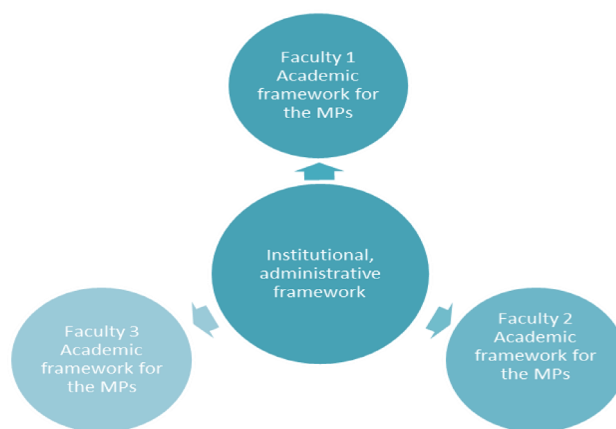 Faculty 1
Academic
framework for
the MPs
Institutional,
administrative
framework
Faculty 3
Academic
framework for
the MPs
Faculty 2
Academic
framework for
the MPs